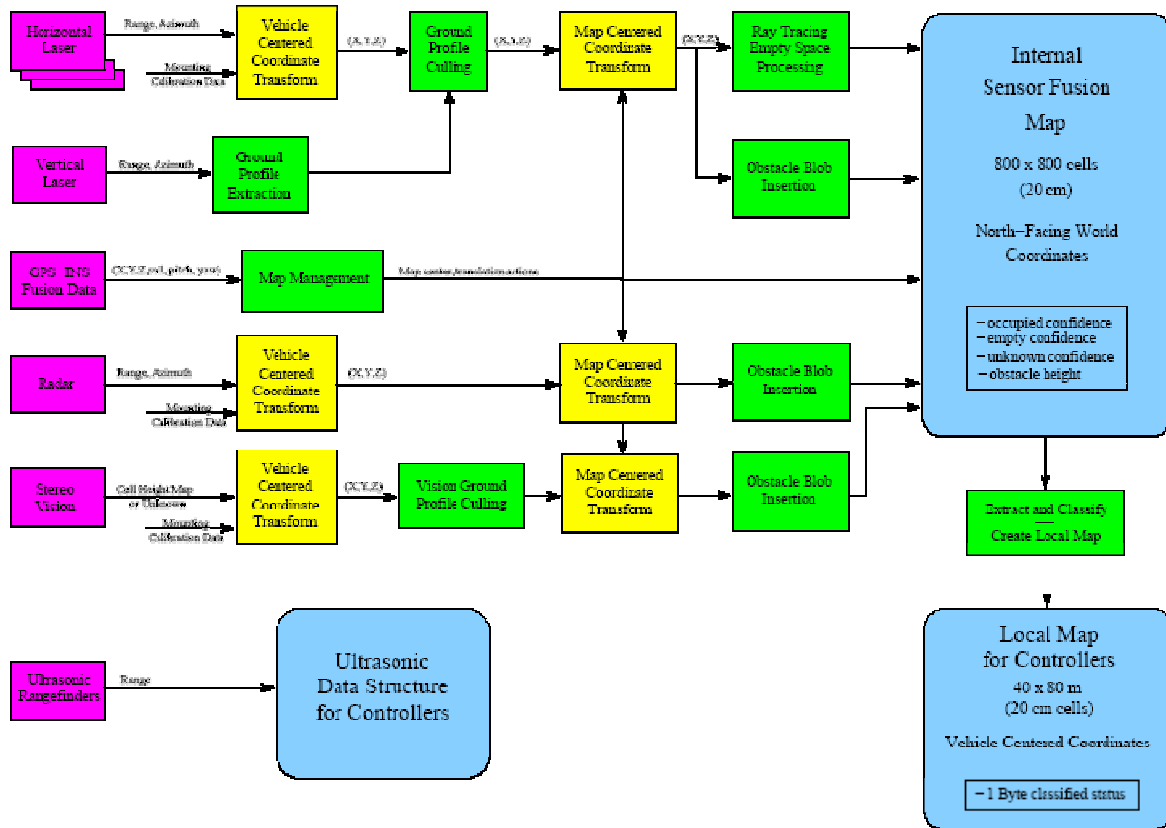 Horizontal
Laser
Range, Azimuth
Mounting
Calibration Data
Vehicle
Centered
Coordinate
Transform
(X,Y,Z)
Ground
Profile
Culling
(X,Y,Z)
Map Centered
Coordinate
Transform
(X,Y,Z)
Ray Tracing
Empty Space
Processing
Vertical
Laser
Range, Azimuth
Ground
Profile
Extraction
Obstacle Blob
Insertion
Internal
Sensor Fusion
Map
800 x 800 cells
(20 cm)
North-Facing World
Coordinates
- occupied confidence
- empty confidence
- unknown confidence
- obstacle height
GPS INS
Fusion Data
(X,Y,Z,roll, pitch, yaw)
Map Management
Map center,translation actions
Radar
Range, Azimuth
Mounting
Calibration Data
Vehicle
Centered
Coordinate
Transform
(X,Y,Z)
Map Centered
Coordinate
Transform
Obstacle Blob
Insertion
Stereo
Vision
Cell Height Map
or Unknown
Mounting
Calibration Data
Vehicle
Centered
Coordinate
Transform
(X,Y,Z)
Vision Ground
Profile Culling
Map Centered
Coordinate
Transform
Obstacle Blob
Insertion
Extract and Classify
Create Local Map
Ultrasonic
Rangefinders
Range
Ultrasonic
Data Structure
for Controllers
Local Map
for Controllers
40 x 80 m
(20 cm cells)
Vehicle Centered Coordinates
- 1 Byte classified status